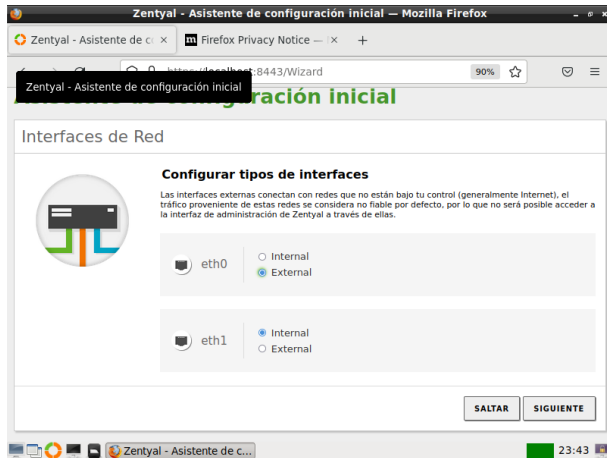 Zentyal - Asistente de configuración inicial — Mozilla Firefox
Zentyal - Asistente de c
Firefox Privacy Notice —
:8443/Wizard
90%
Zentyal - Asistente de configuración inicial
ración inicial
Interfaces de Red
Configurar tipos de interfaces
Las interfaces externas conectan con redes que no están bajo tu control (generalmente Internet), el
tráfico proveniente de estas redes se considera no fiable por defecto, por lo que no será posible acceder a
la interfaz de administración de Zentyal a través de ellas.
eth0
Internal
External
eth1
Internal
External
SALTAR
SIGUIENTE
Zentyal - Asistente de c...
23:43